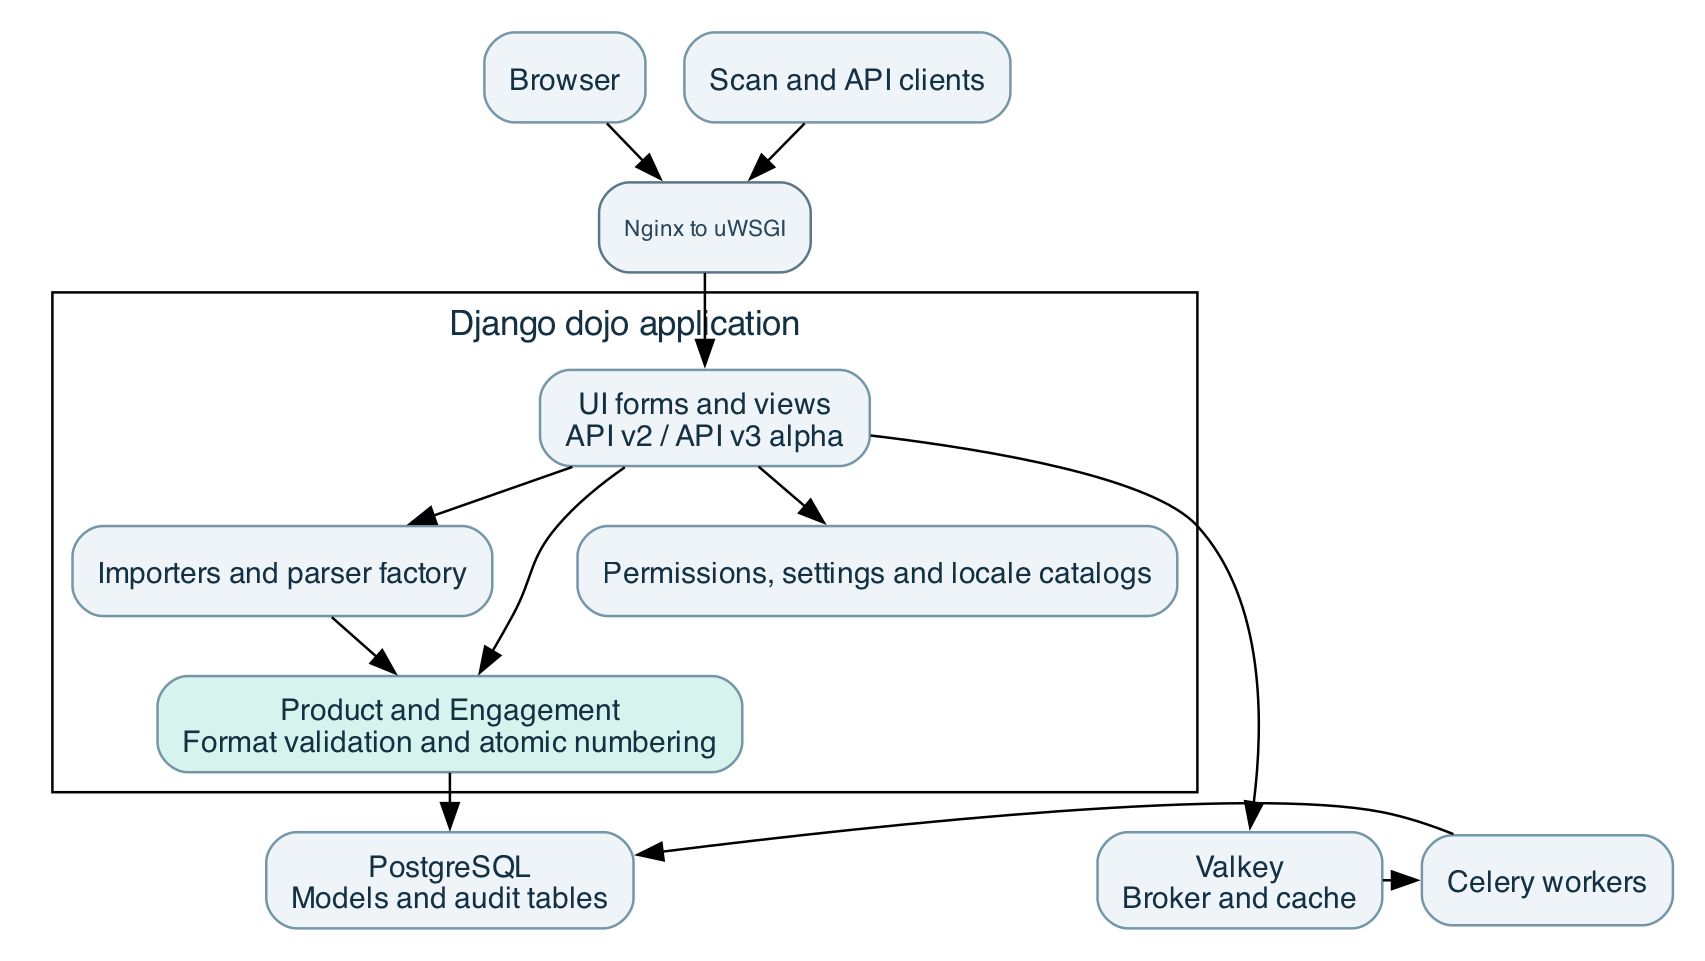 Browser
Scan and API clients
Nginx to uWSGI
Django dojo application
UI forms and views
API v2 / API v3 alpha
Importers and parser factory
Permissions, settings and locale catalogs
Product and Engagement
Format validation and atomic numbering
PostgreSQL
Models and audit tables
Valkey
Broker and cache
Celery workers